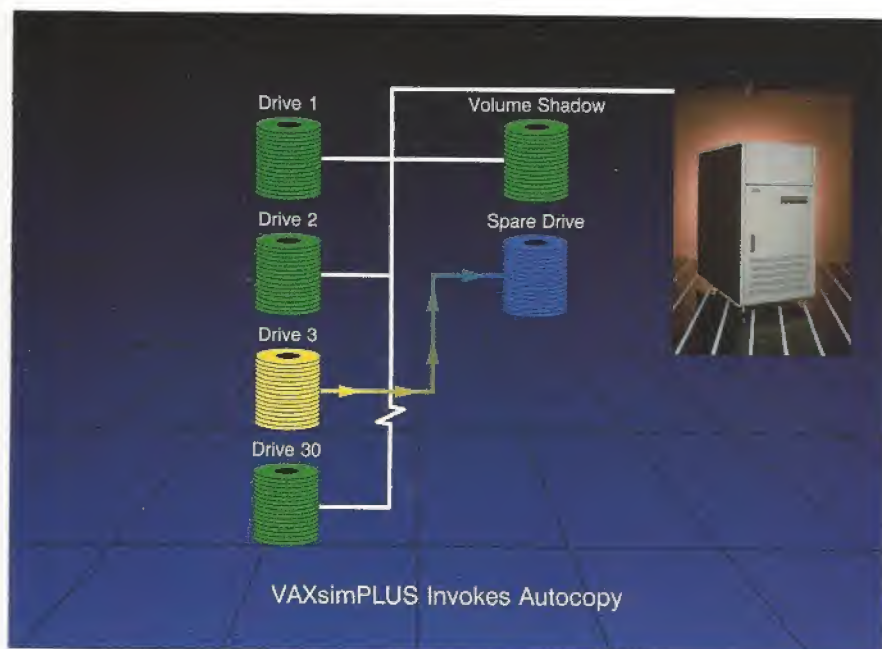 Drive 1
Volume Shadow
Drive 2
Spare Drive
Drive 3
Drive 30
VAXsimPLUS Invokes Autocopy